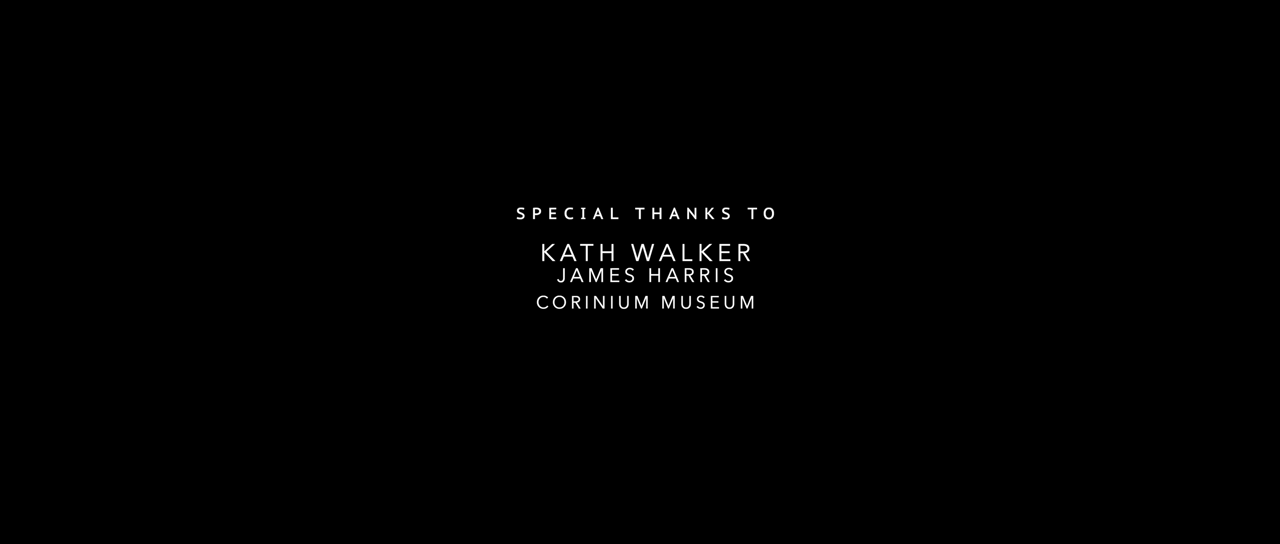 SPECIAL THANKS TO
KATH WALKER
JAMES HARRIS
CORINIUM MUSEUM